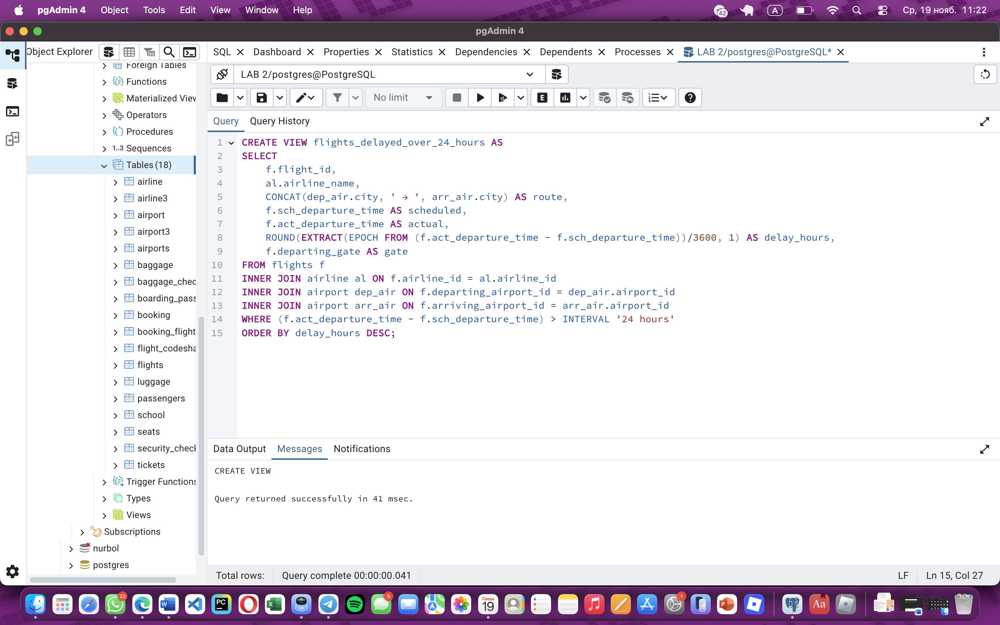 pgAdmin 4 Object Tools Edit View Window Help 42 A Ср, 19 нояб. 11:22
pgAdmin 4
Object Explorer
SQL Dashboard Properties Statistics Dependencies Dependents Processes LAB 2/postgres@PostgreSQL*
LAB 2/postgres@PostgreSQL
No limit E
Query Query History
Foreign Tables
Functions
Materialized View
Operators
Procedures
1..3 Sequences
Tables (18)
airline
airline3
airport
airport3
airports
baggage
baggage_chec
boarding_pass
booking
booking_flight
flight_codesha
flights
luggage
passengers
school
seats
security_check
tickets
Trigger Functions
Types
Views
Subscriptions
nurbol
postgres
1 CREATE VIEW flights_delayed_over_24_hours AS
2 SELECT
3 f.flight_id,
4 al.airline_name,
5 CONCAT(dep_air.city, ' → ', arr_air.city) AS route,
6 f.sch_departure_time AS scheduled,
7 f.act_departure_time AS actual,
8 ROUND(EXTRACT(EPOCH FROM (f.act_departure_time - f.sch_departure_time))/3600, 1) AS delay_hours,
9 f.departing_gate AS gate
10 FROM flights f
11 INNER JOIN airline al ON f.airline_id = al.airline_id
12 INNER JOIN airport dep_air ON f.departing_airport_id = dep_air.airport_id
13 INNER JOIN airport arr_air ON f.arriving_airport_id = arr_air.airport_id
14 WHERE (f.act_departure_time - f.sch_departure_time) > INTERVAL '24 hours'
15 ORDER BY delay_hours DESC;
Data Output Messages Notifications
CREATE VIEW
Query returned successfully in 41 msec.
Total rows: Query complete 00:00:00.041 LF Ln 15, Col 27
23 W PC X 5 Среда 19 1 P Aa